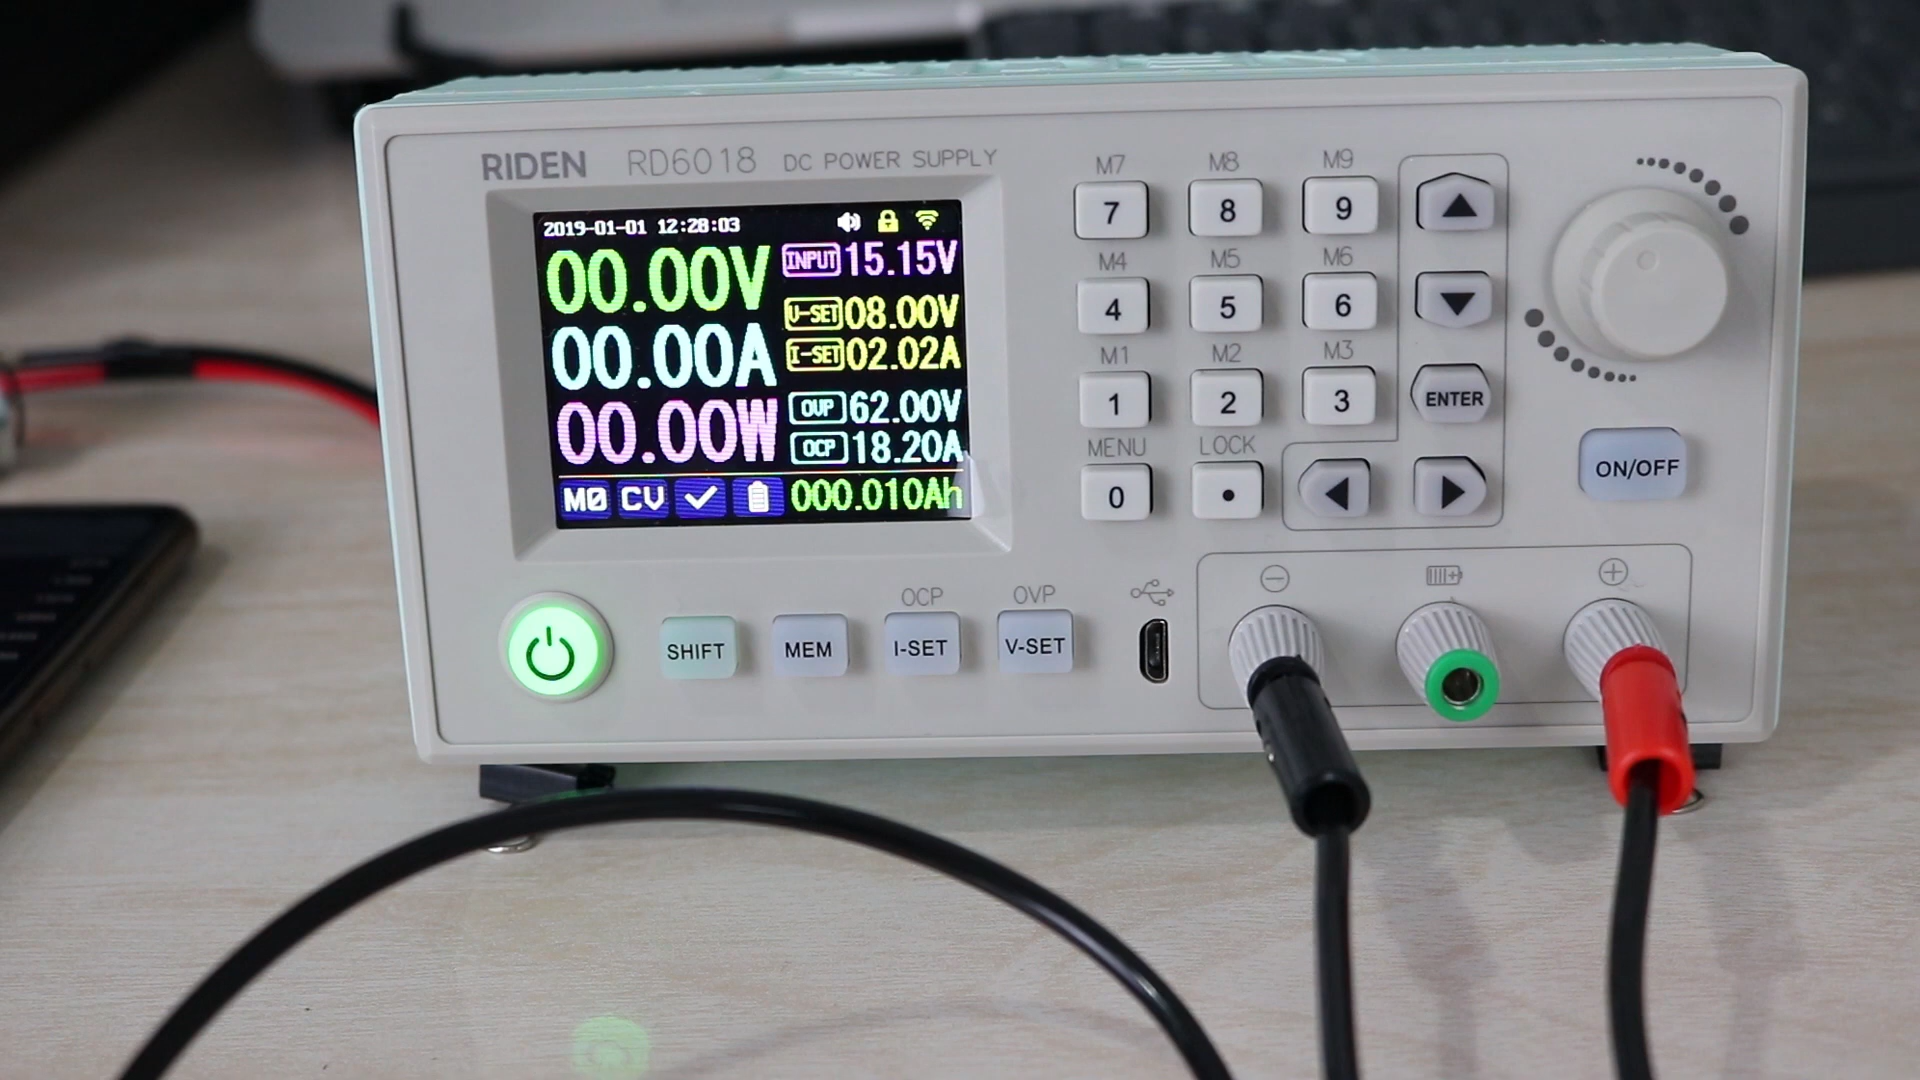 RIDEN RD6018 DC POWER SUPPLY
2019-01-01 12:28:03
00.00V
00.00A
00.00W
INPUT 15.15V
V-SET 08.00V
I-SET 02.02A
OVP 62.00V
OCP 18.20A
M0 CV 000.010Ah
M7 M8 M9
7 8 9
M4 M5 M6
4 5 6
M1 M2 M3
1 2 3
ENTER
MENU LOCK
0 .
ON/OFF
OCP OVP
SHIFT MEM I-SET V-SET